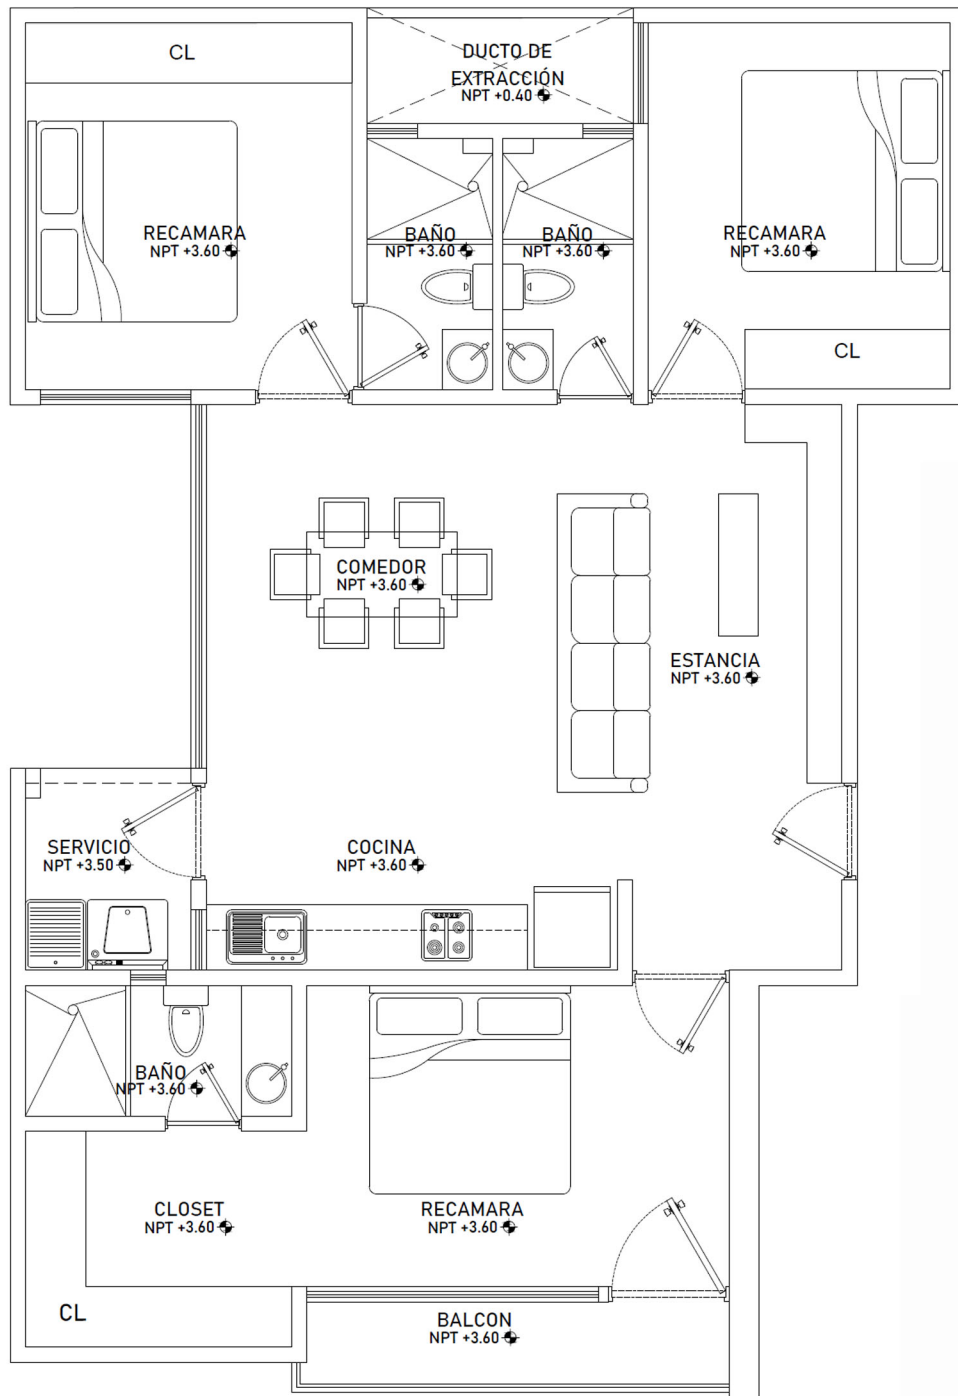 CL
DUCTO DE
EXTRACCIÓN
NPT +0.40
RECAMARA
NPT +3.60
BAÑO
NPT +3.60
BAÑO
NPT +3.60
RECAMARA
NPT +3.60
CL
COMEDOR
NPT +3.60
ESTANCIA
NPT +3.60
SERVICIO
NPT +3.50
COCINA
NPT +3.60
BAÑO
NPT +3.60
CLOSET
NPT +3.60
RECAMARA
NPT +3.60
CL
BALCON
NPT +3.60